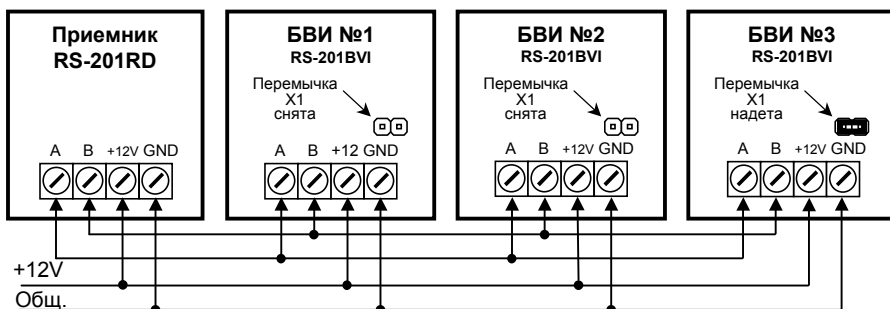 Приемник
RS-201RD
A B +12V GND
БВИ №1
RS-201BVI
Перемычка
X1
снята
A B +12 GND
БВИ №2
RS-201BVI
Перемычка
X1
снята
A B +12V GND
БВИ №3
RS-201BVI
Перемычка
X1
надета
A B +12V GND
+12V
Общ.